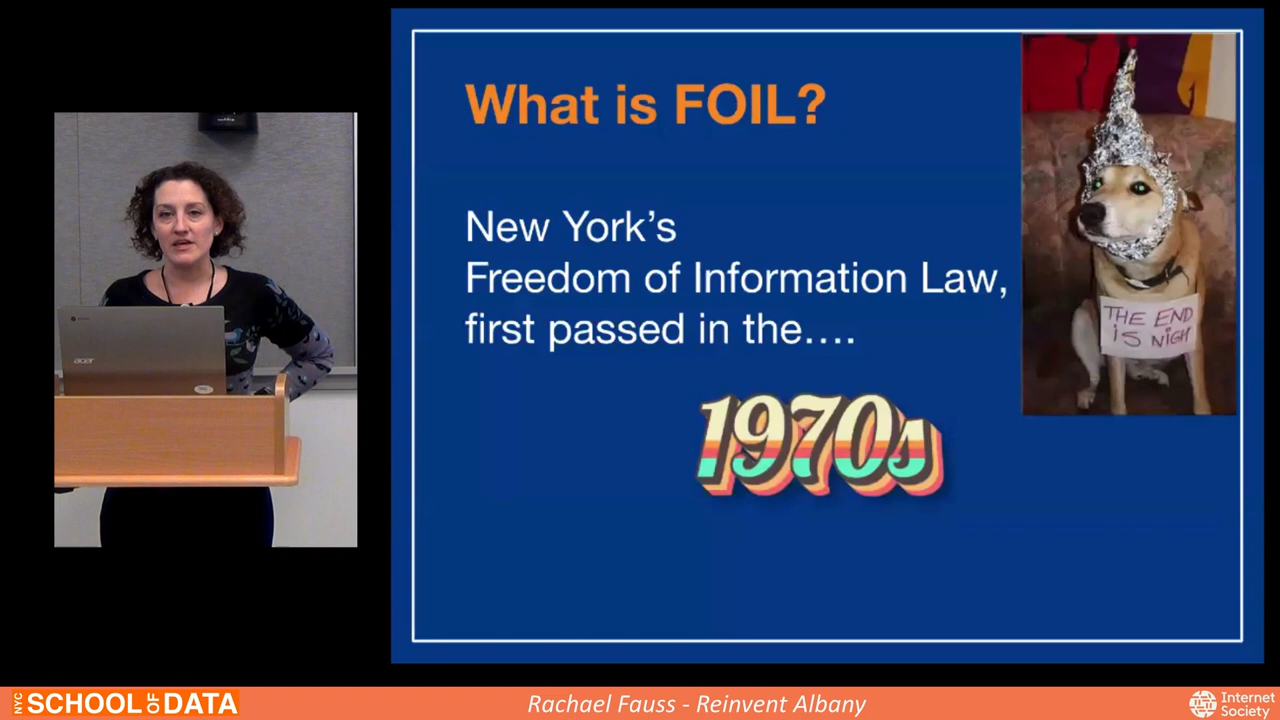 What is FOIL?
New York's
Freedom of Information Law,
first passed in the....
1970s
THE END
IS NIGH
acer
NYC SCHOOL OF DATA
Rachael Fauss - Reinvent Albany
Internet
Society